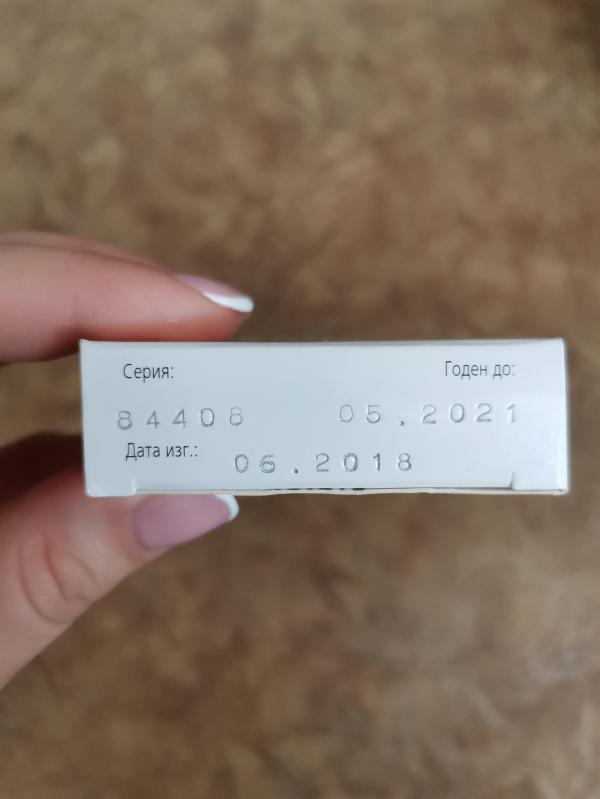 Серия: Годен до:
84408 05.2021
Дата изг.: 06.2018